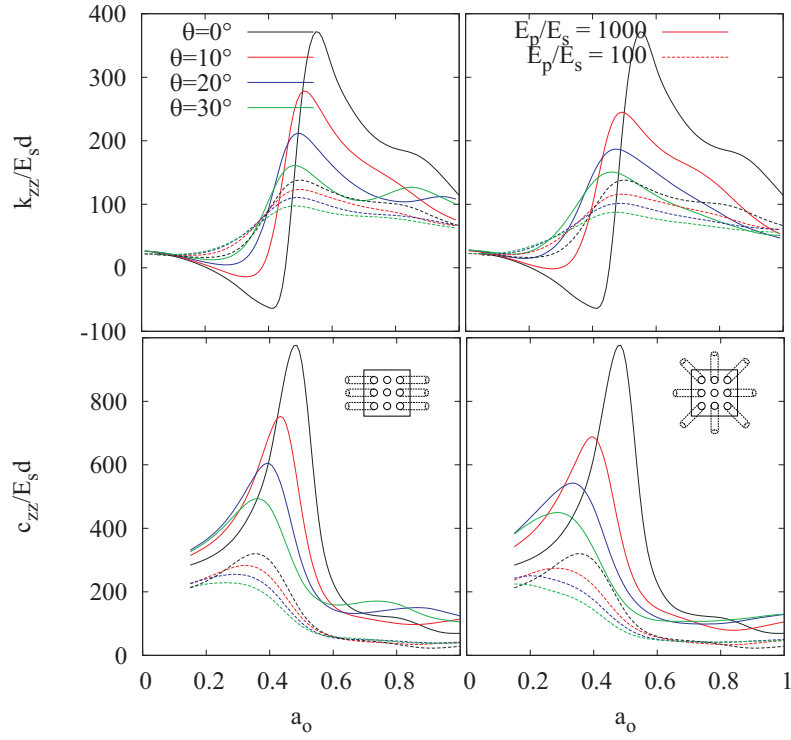 400
300
200
100
0
-100
k_zz/E_s d
θ=0°
θ=10°
θ=20°
θ=30°
E_p/E_s = 1000
E_p/E_s = 100
800
600
400
200
0
c_zz/E_s d
0 0.2 0.4 0.6 0.8
0 0.2 0.4 0.6 0.8 1
a_o
a_o